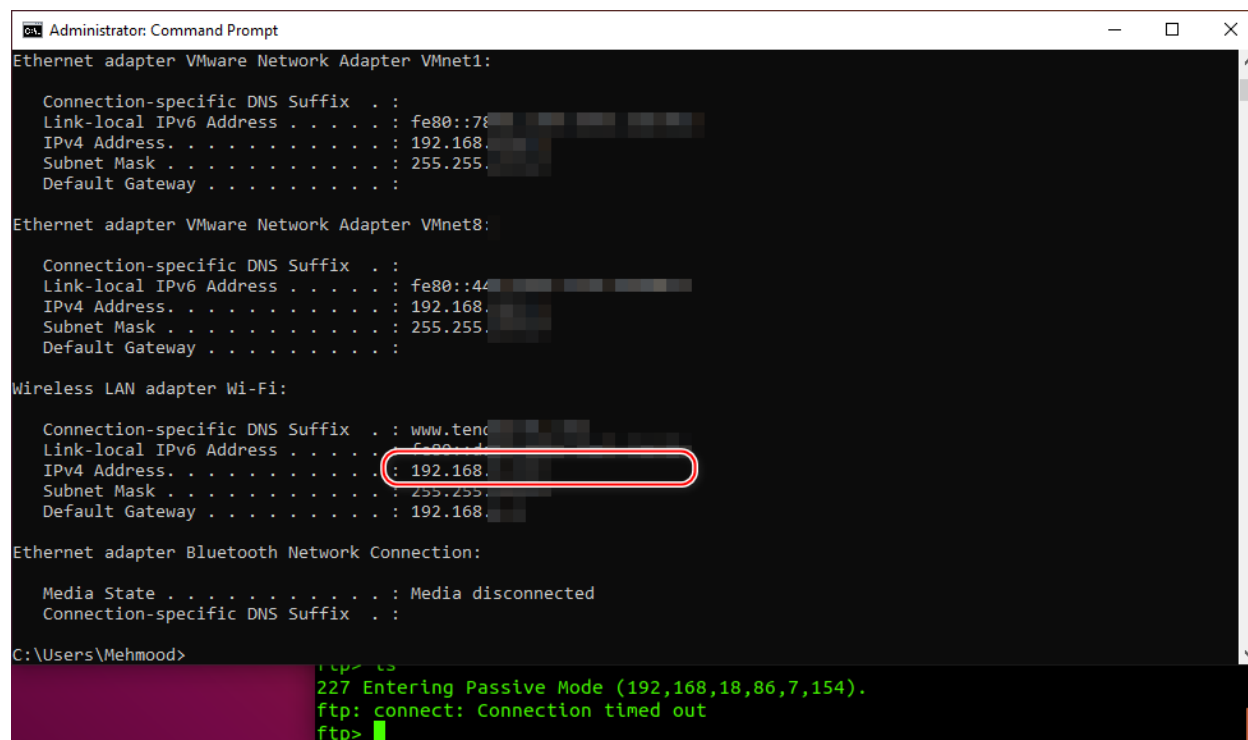 Administrator: Command Prompt
Ethernet adapter VMware Network Adapter VMnet1:
Connection-specific DNS Suffix . :
Link-local IPv6 Address . . . . . : fe80::78
IPv4 Address. . . . . . . . . . . : 192.168.
Subnet Mask . . . . . . . . . . . : 255.255.
Default Gateway . . . . . . . . . :
Ethernet adapter VMware Network Adapter VMnet8:
Connection-specific DNS Suffix . :
Link-local IPv6 Address . . . . . : fe80::44
IPv4 Address. . . . . . . . . . . : 192.168.
Subnet Mask . . . . . . . . . . . : 255.255.
Default Gateway . . . . . . . . . :
Wireless LAN adapter Wi-Fi:
Connection-specific DNS Suffix . : www.tend
Link-local IPv6 Address . . . . . : fe80::d
IPv4 Address. . . . . . . . . . . : 192.168.
Subnet Mask . . . . . . . . . . . : 255.255.
Default Gateway . . . . . . . . . : 192.168.
Ethernet adapter Bluetooth Network Connection:
Media State . . . . . . . . . . . : Media disconnected
Connection-specific DNS Suffix . :
C:\Users\Mehmood>
ftp> ls
227 Entering Passive Mode (192,168,18,86,7,154).
ftp: connect: Connection timed out
ftp>